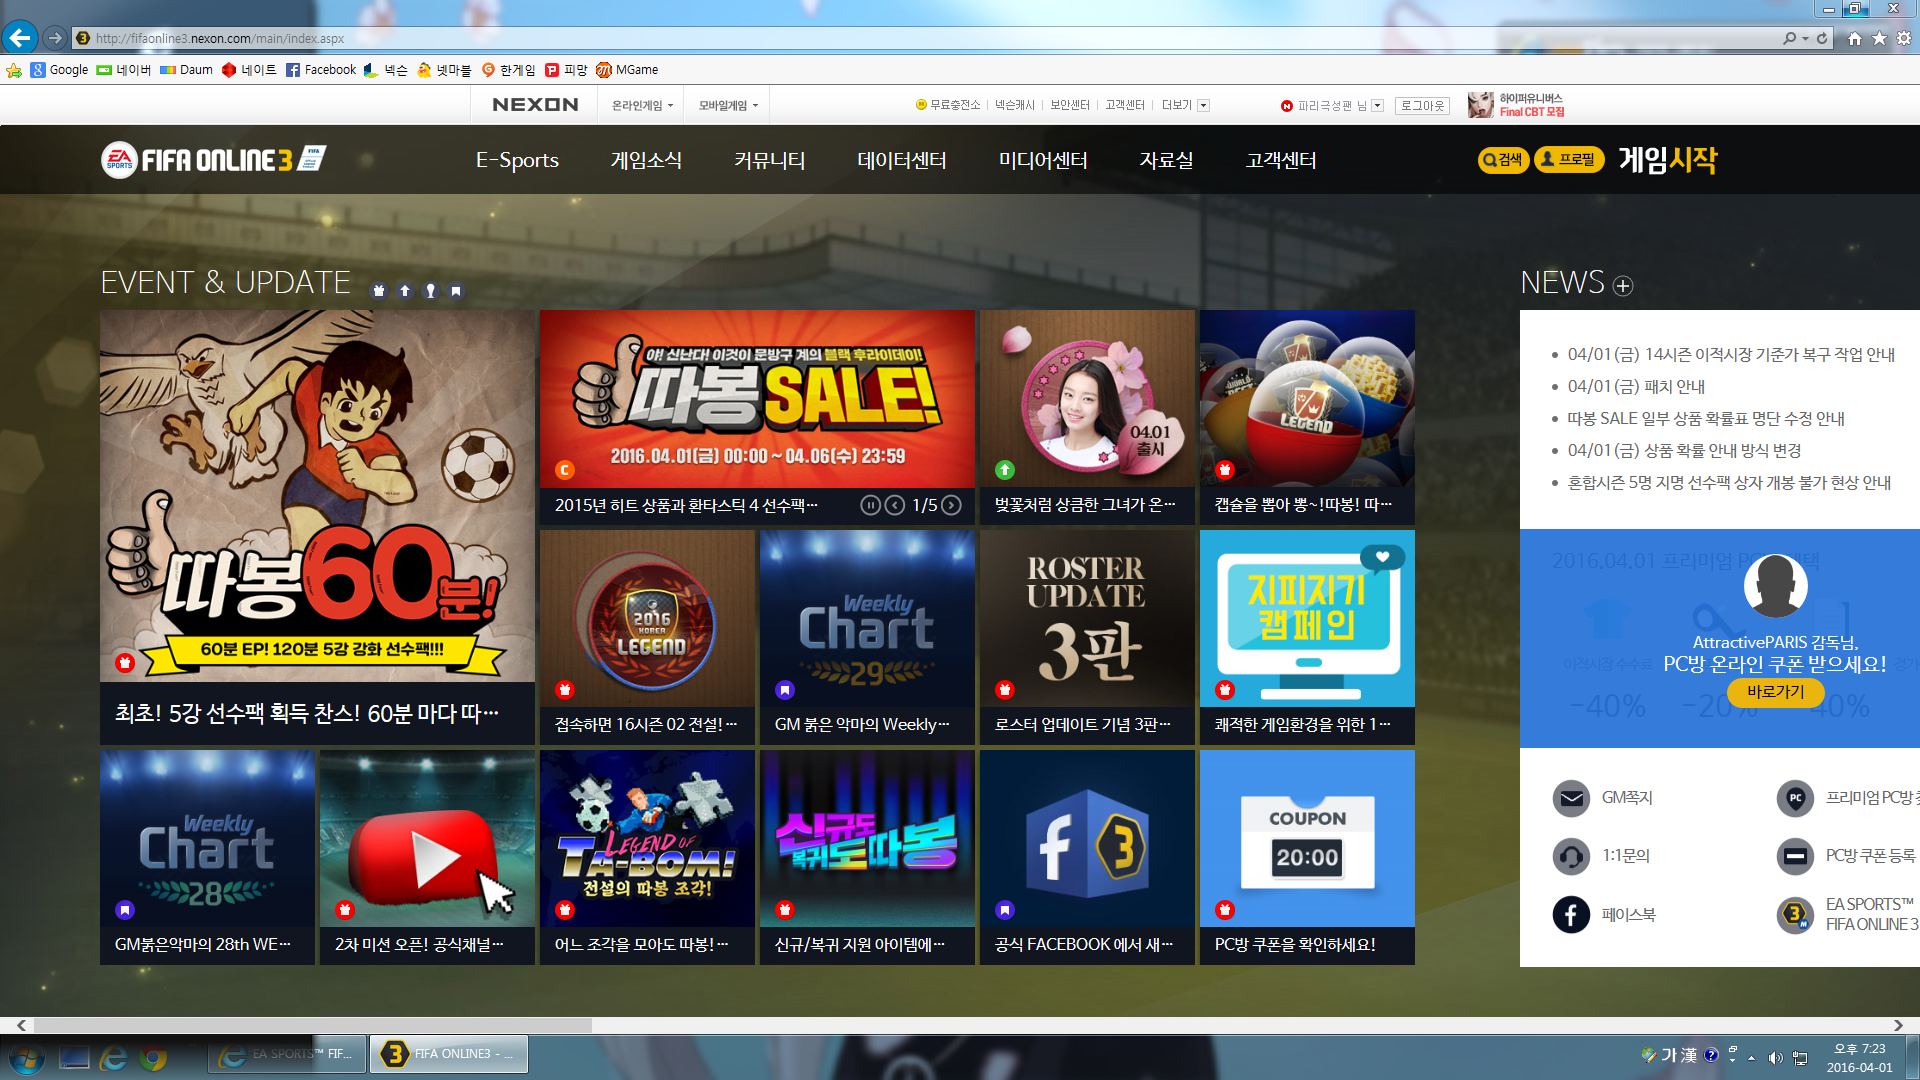 http://fifaonline3.nexon.com/main/index.aspx
Google 네이버 Daum 네이트 Facebook 넥슨 넷마블 한게임 피망 MGame
NEXON 온라인게임 모바일게임 무료충전소 넥슨캐시 보안센터 고객센터 더보기 파리극성팬 님 로그아웃
하이퍼유니버스
Final CBT 모집
EA SPORTS FIFA ONLINE 3 E-Sports 게임소식 커뮤니티 데이터센터 미디어센터 자료실 고객센터 검색 프로필 게임시작
EVENT & UPDATE
따봉60분!
60분 EP! 120분 5강 강화 선수팩!!!
최초! 5강 선수팩 획득 찬스! 60분 마다 따···
야! 신난다! 이것이 문방구 계의 블랙 후라이데이!
따봉SALE!
2016.04.01(금) 00:00 ~ 04.06(수) 23:59
2015년 히트 상품과 환타스틱 4 선수팩···
1/5
04.01
출시
벚꽃처럼 상큼한 그녀가 온···
WORLD BEST
LEGEND
캡슐을 뽑아 뽕~!따봉! 따···
2016
KOREA
LEGEND
접속하면 16시즌 02 전설!···
Weekly
Chart
29
GM 붉은 악마의 Weekly···
ROSTER
UPDATE
3판
로스터 업데이트 기념 3판···
지피지기
캠페인
쾌적한 게임환경을 위한 1···
Weekly
Chart
28
GM붉은악마의 28th WE···
2차 미션 오픈! 공식채널···
LEGEND OF
TA-BOM!
전설의 따봉 조각!
어느 조각을 모아도 따봉!···
신규도
복귀도따봉
신규/복귀 지원 아이템에···
f 3
공식 FACEBOOK 에서 새···
COUPON
20:00
PC방 쿠폰을 확인하세요!
NEWS
04/01(금) 14시즌 이적시장 기준가 복구 작업 안내
04/01(금) 패치 안내
따봉 SALE 일부 상품 확률표 명단 수정 안내
04/01(금) 상품 확률 안내 방식 변경
혼합시즌 5명 지명 선수팩 상자 개봉 불가 현상 안내
2016.04.01 프리미엄 PC 택
AttractivePARIS 감독님,
PC방 온라인 쿠폰 받으세요!
바로가기
이적시장 수수료
-40% -20% 40%
GM쪽지
프리미엄 PC방
1:1문의
PC방 쿠폰 등록
페이스북
EA SPORTS™
FIFA ONLINE 3
EA SPORTS™ FIF...
FIFA ONLINE3 - ...
가 漢
오후 7:23
2016-04-01